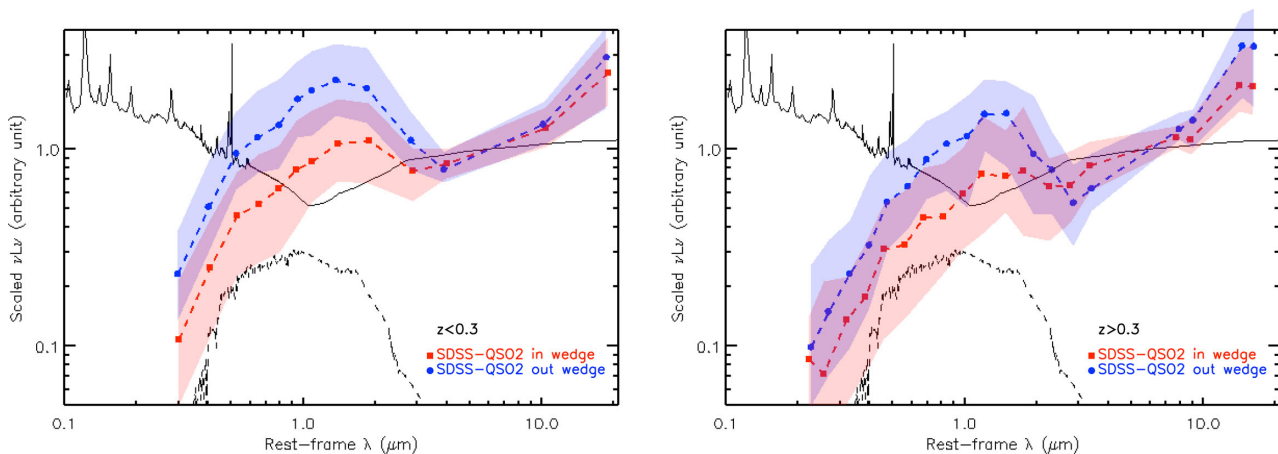 Scaled νLν (arbitrary unit)
1.0
0.1
z<0.3
SDSS-QSO2 in wedge
SDSS-QSO2 out wedge
0.1 1.0 10.0
Rest-frame λ (μm)
Scaled νLν (arbitrary unit)
1.0
0.1
z>0.3
SDSS-QSO2 in wedge
SDSS-QSO2 out wedge
0.1 1.0 10.0
Rest-frame λ (μm)